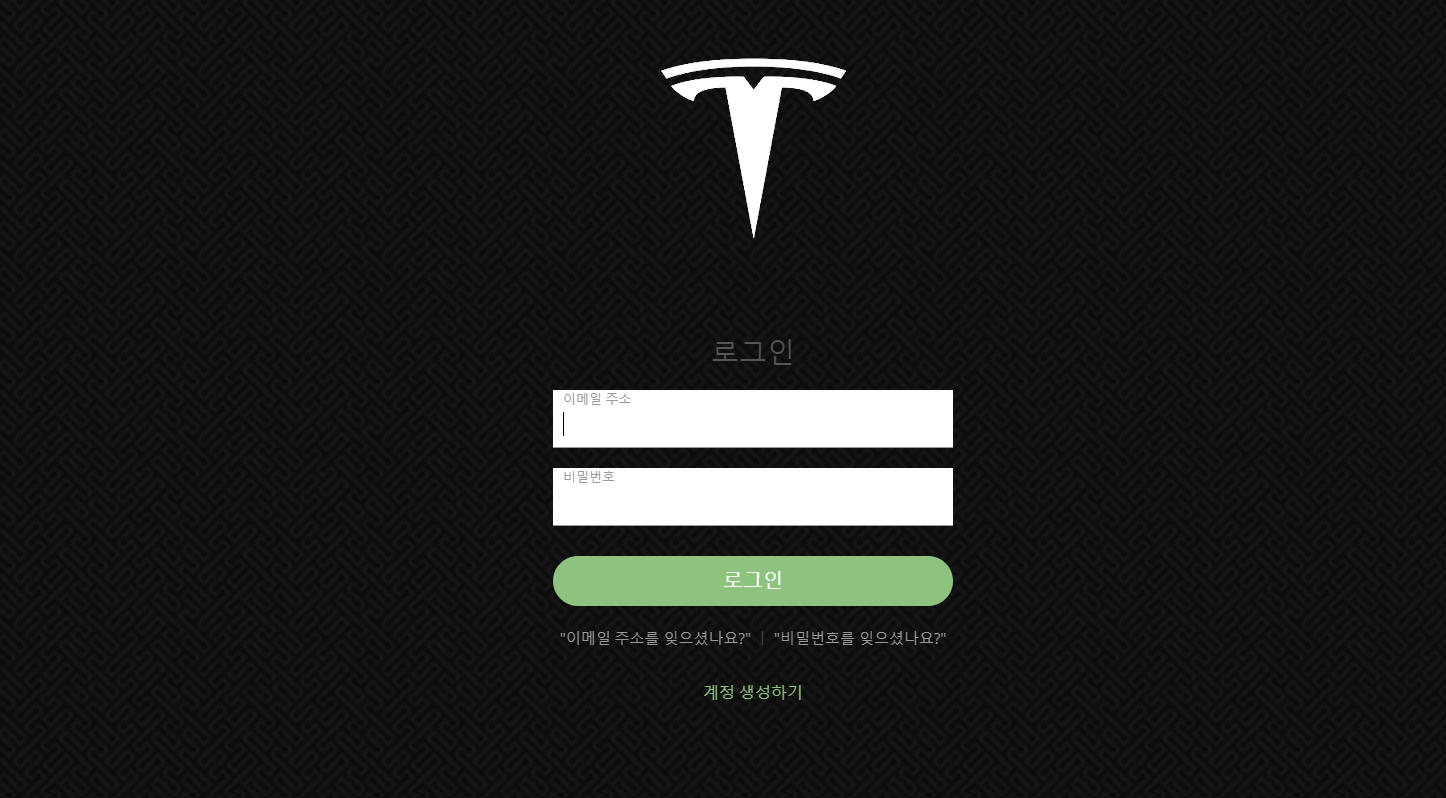 로그인
이메일 주소
비밀번호
로그인
"이메일 주소를 잊으셨나요?" | "비밀번호를 잊으셨나요?"
계정 생성하기